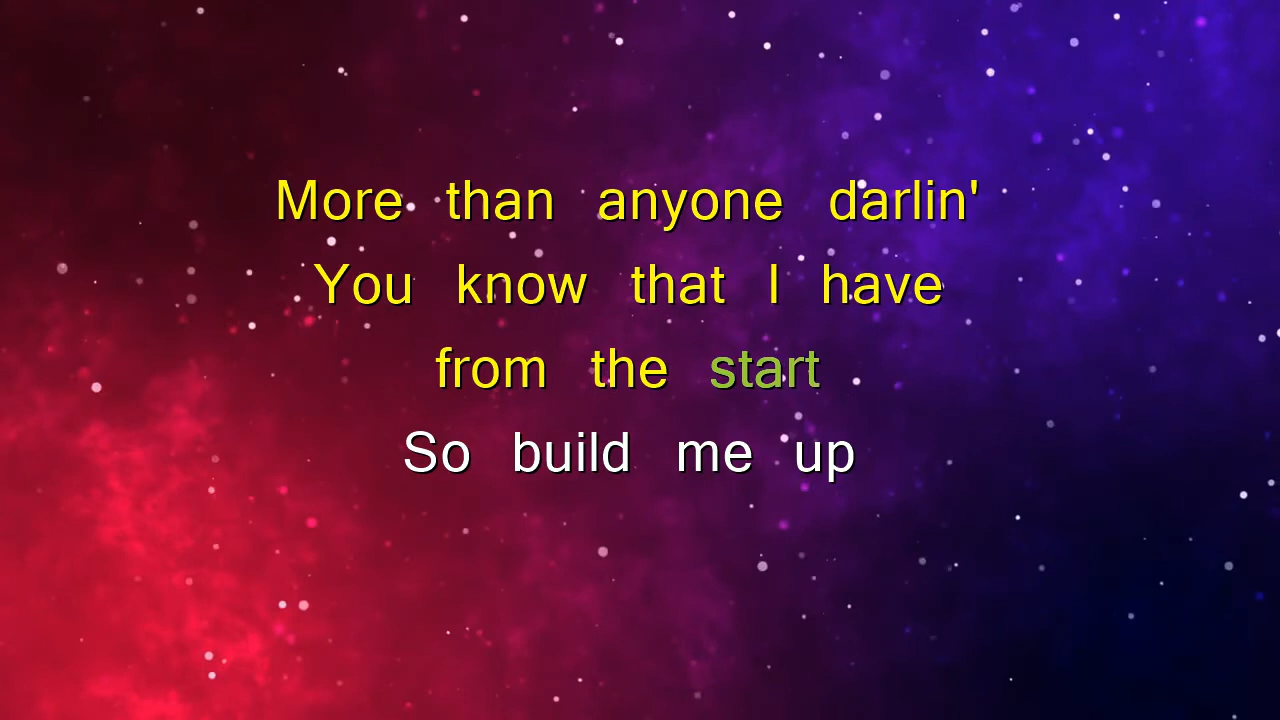 More than anyone darlin'
You know that I have
from the start
So build me up